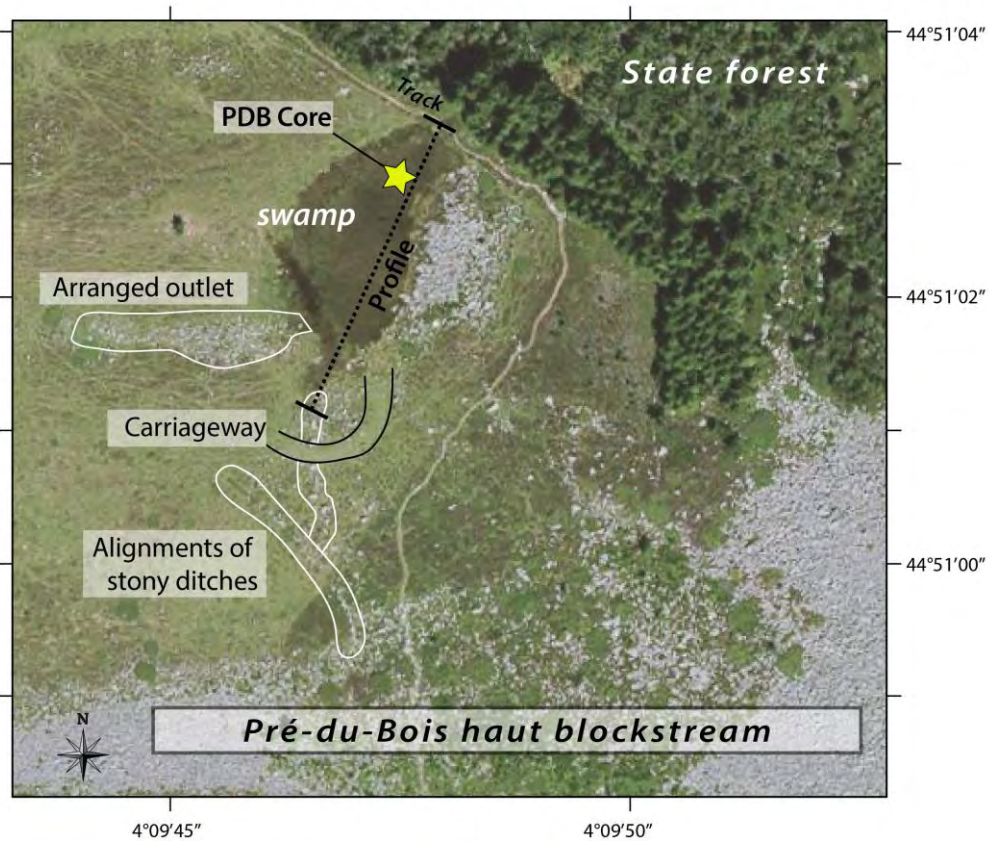 44°51'04"
State forest
Track
PDB Core
swamp
Profile
Arranged outlet
44°51'02"
Carriageway
Alignments of
stony ditches
44°51'00"
Pré-du-Bois haut blockstream
N
4°09'45"
4°09'50"